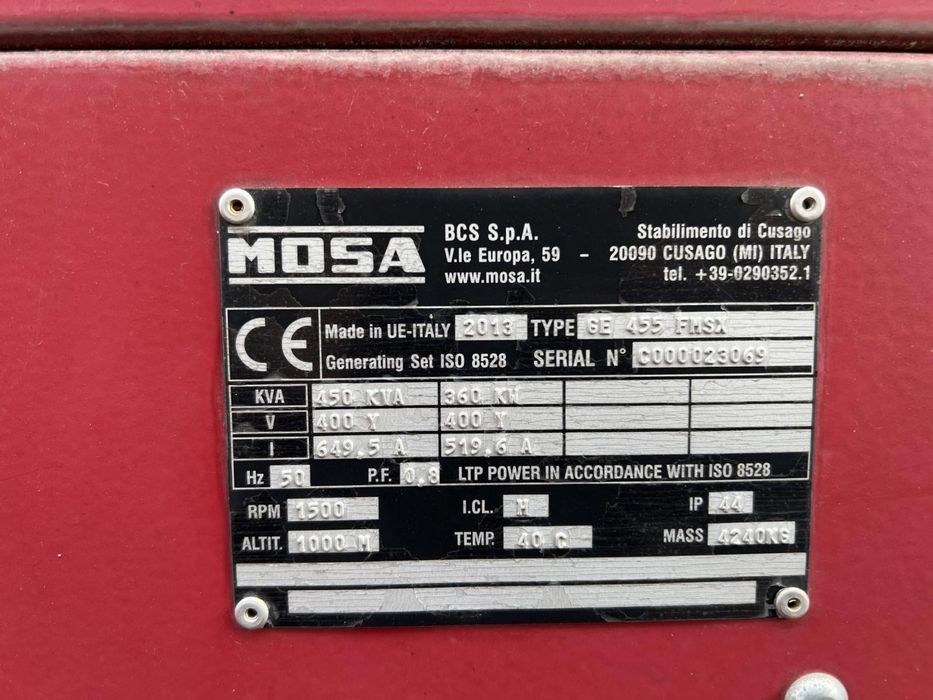 MOSA
BCS S.p.A.
V.le Europa, 59 - 20090 CUSAGO (MI) ITALY
www.mosa.it
Stabilimento di Cusago
tel. +39-0290352.1
CE Made in UE-ITALY 2013 TYPE GE 455 FMSX
Generating Set ISO 8528 SERIAL N° C000023069
KVA 450 KVA 360 KW
V 400 Y 400 Y
I 649.5 A 519.6 A
Hz 50 P.F. 0.8 LTP POWER IN ACCORDANCE WITH ISO 8528
RPM 1500 I.CL. H IP 44
ALTIT. 1000 M TEMP. 40 C MASS 4240KG